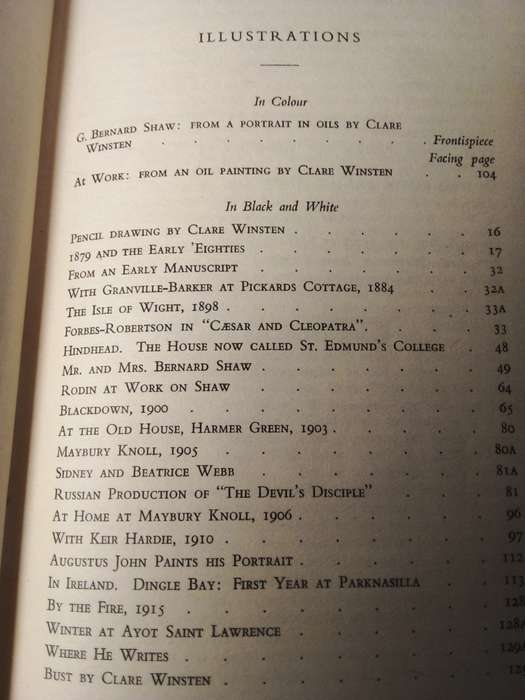 ILLUSTRATIONS
In Colour
G. BERNARD SHAW: FROM A PORTRAIT IN OILS BY CLARE
WINSTEN . . . . . . . . Frontispiece
Facing page
AT WORK: FROM AN OIL PAINTING BY CLARE WINSTEN . . 104
In Black and White
PENCIL DRAWING BY CLARE WINSTEN . . . . . 16
1879 AND THE EARLY 'EIGHTIES . . . . . . 17
FROM AN EARLY MANUSCRIPT . . . . . . 32
WITH GRANVILLE-BARKER AT PICKARDS COTTAGE, 1884 . . 32A
THE ISLE OF WIGHT, 1898 . . . . . . . 33A
FORBES-ROBERTSON IN "CÆSAR AND CLEOPATRA" . . . 33
HINDHEAD. THE HOUSE NOW CALLED ST. EDMUND'S COLLEGE . 48
MR. AND MRS. BERNARD SHAW . . . . . . 49
RODIN AT WORK ON SHAW . . . . . . 64
BLACKDOWN, 1900 . . . . . . . 65
AT THE OLD HOUSE, HARMER GREEN, 1903 . . . . 80
MAYBURY KNOLL, 1905 . . . . . . . 80A
SIDNEY AND BEATRICE WEBB . . . . . . 81A
RUSSIAN PRODUCTION OF "THE DEVIL'S DISCIPLE" . . . 81
AT HOME AT MAYBURY KNOLL, 1906 . . . . . 96
WITH KEIR HARDIE, 1910 . . . . . . 97
AUGUSTUS JOHN PAINTS HIS PORTRAIT . . . . . 112
IN IRELAND. DINGLE BAY: FIRST YEAR AT PARKNASILLA . . 113
BY THE FIRE, 1915 . . . . . . . 128
WINTER AT AYOT SAINT LAWRENCE . . . . .
WHERE HE WRITES . . . . . . .
BUST BY CLARE WINSTEN . . . . . .